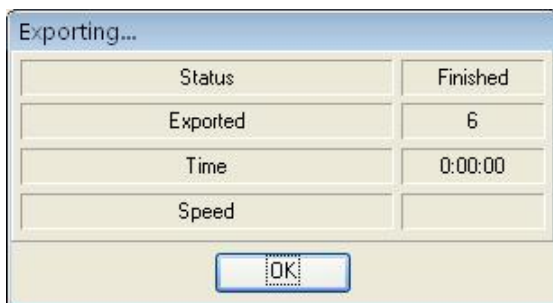 Exporting...
Status Finished
Exported 6
Time 0:00:00
Speed
OK